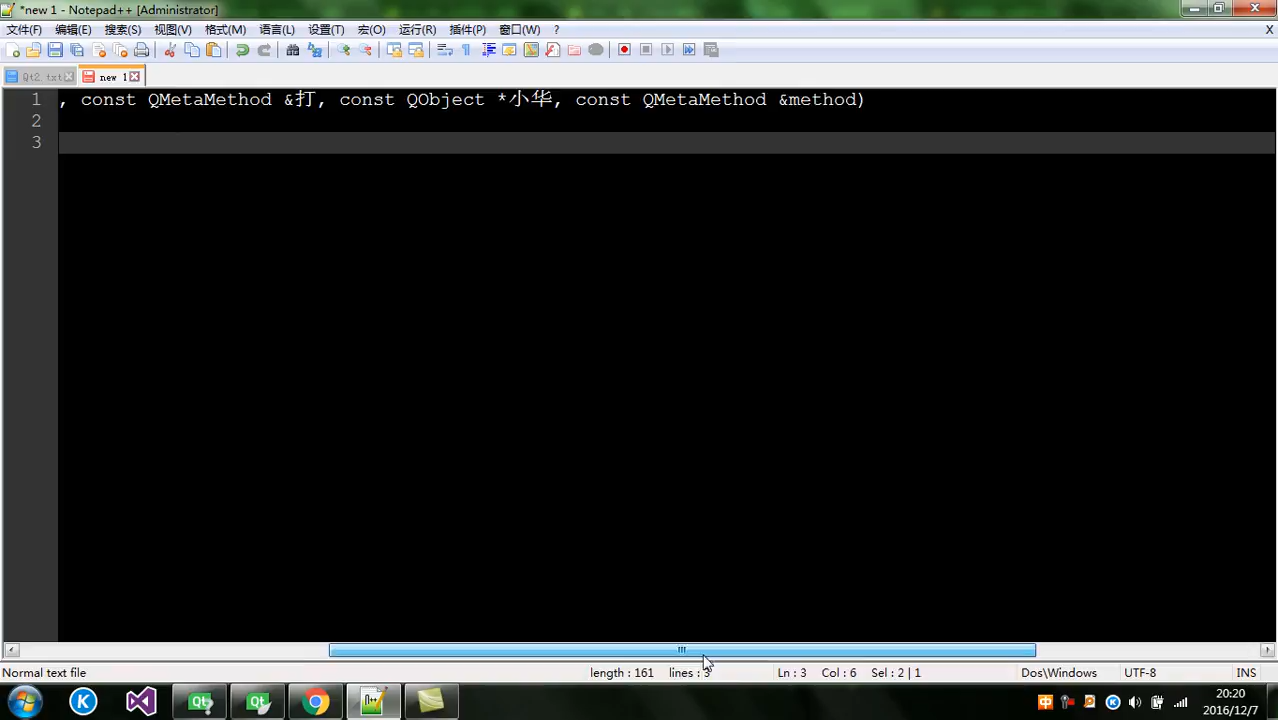 *new 1 - Notepad++ [Administrator]
文件(F) 编辑(E) 搜索(S) 视图(V) 格式(M) 语言(L) 设置(T) 宏(O) 运行(R) 插件(P) 窗口(W) ? X
Qt2.txt new 1
1 , const QMetaMethod &打, const QObject *小华, const QMetaMethod &method)
2
3
Normal text file length : 161 lines : 3 Ln : 3 Col : 6 Sel : 2 | 1 Dos\Windows UTF-8 INS
20:20
2016/12/7